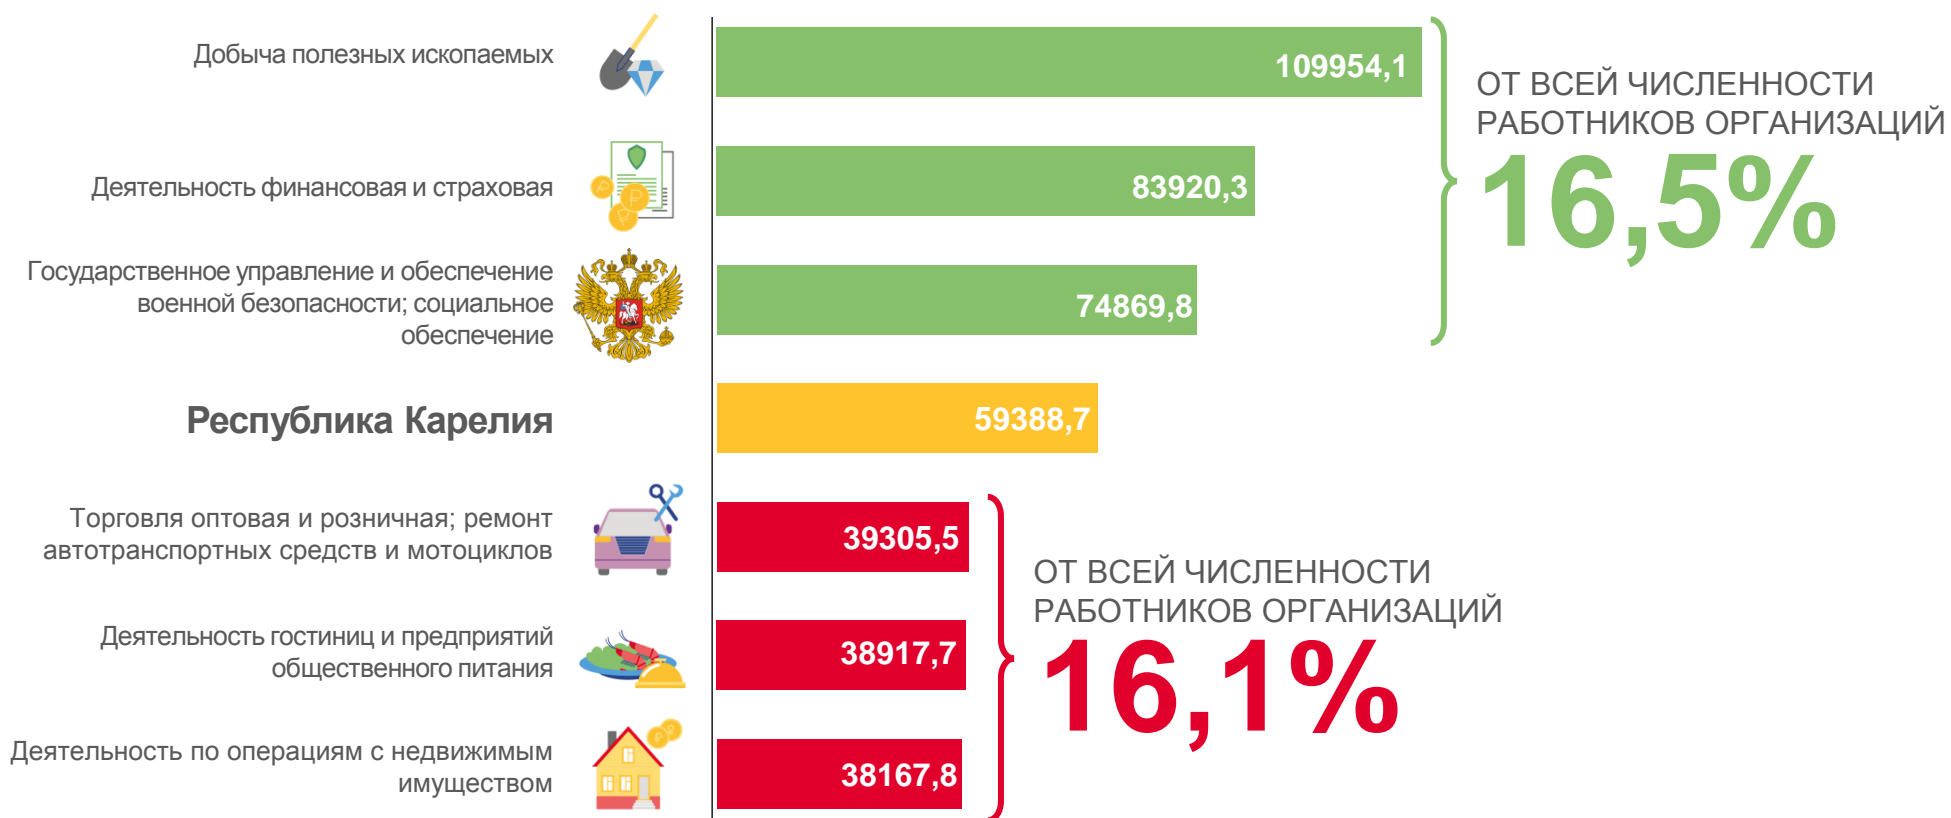 Добыча полезных ископаемых
109954,1
ОТ ВСЕЙ ЧИСЛЕННОСТИ
РАБОТНИКОВ ОРГАНИЗАЦИЙ
16,5%
Деятельность финансовая и страховая
83920,3
Государственное управление и обеспечение
военной безопасности; социальное
обеспечение
74869,8
Республика Карелия
59388,7
Торговля оптовая и розничная; ремонт
автотранспортных средств и мотоциклов
39305,5
ОТ ВСЕЙ ЧИСЛЕННОСТИ
РАБОТНИКОВ ОРГАНИЗАЦИЙ
16,1%
Деятельность гостиниц и предприятий
общественного питания
38917,7
Деятельность по операциям с недвижимым
имуществом
38167,8